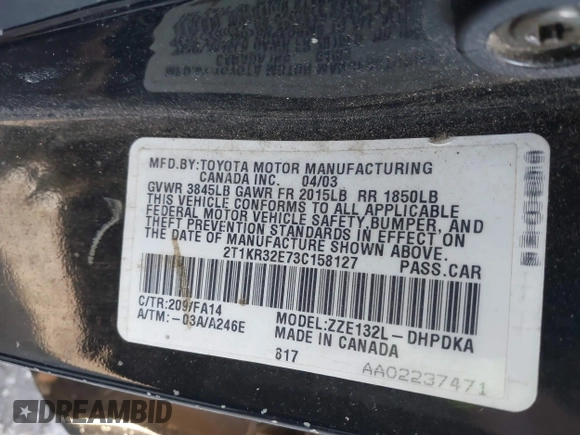 MFD.BY:TOYOTA MOTOR MANUFACTURING
CANADA INC. 04/03
GVWR 3845LB GAWR FR 2015LB RR 1850LB
THIS VEHICLE CONFORMS TO ALL APPLICABLE
FEDERAL MOTOR VEHICLE SAFETY,BUMPER, AND
THEFT PREVENTION STANDARDS IN EFFECT ON
THE DATE OF MANUFACTURE SHOWN ABOVE.
2T1KR32E73C158127 PASS.CAR
C/TR:209/FA14
A/TM:-03A/A246E
MODEL:ZZE132L-DHPDKA
MADE IN CANADA
817
AA02237471
DREAMBID